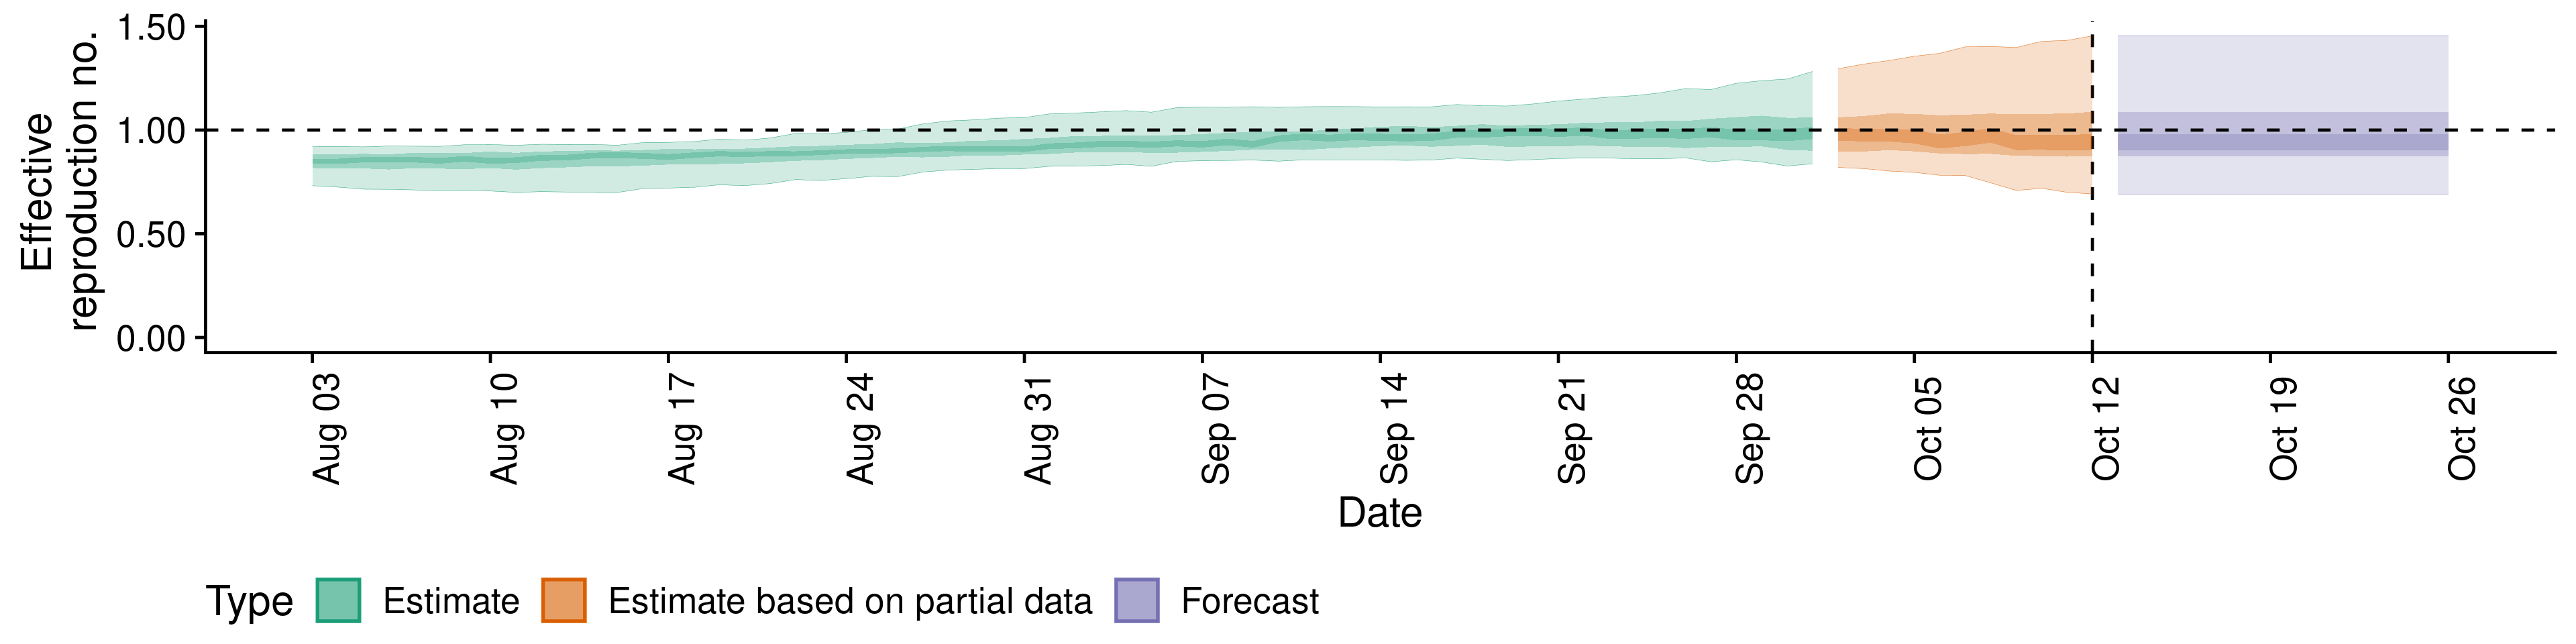 Effective
reproduction no.
1.50
1.00
0.50
0.00
Aug 03
Aug 10
Aug 17
Aug 24
Aug 31
Sep 07
Sep 14
Sep 21
Sep 28
Oct 05
Oct 12
Oct 19
Oct 26
Date
Type Estimate Estimate based on partial data Forecast